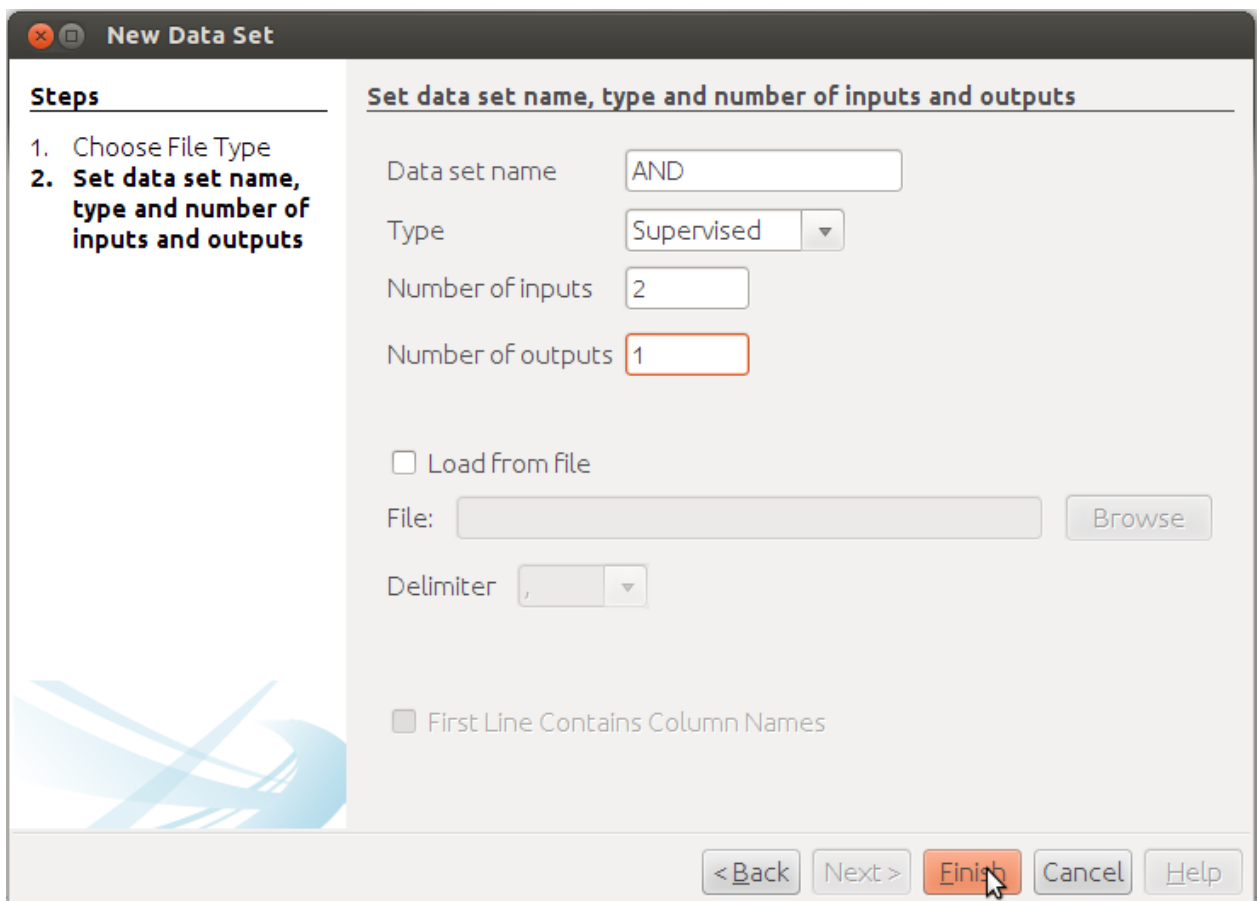 New Data Set
Steps
1. Choose File Type
2. Set data set name,
type and number of
inputs and outputs
Set data set name, type and number of inputs and outputs
Data set name AND
Type Supervised
Number of inputs 2
Number of outputs 1
Load from file
File: Browse
Delimiter ,
First Line Contains Column Names
< Back Next > Finish Cancel Help